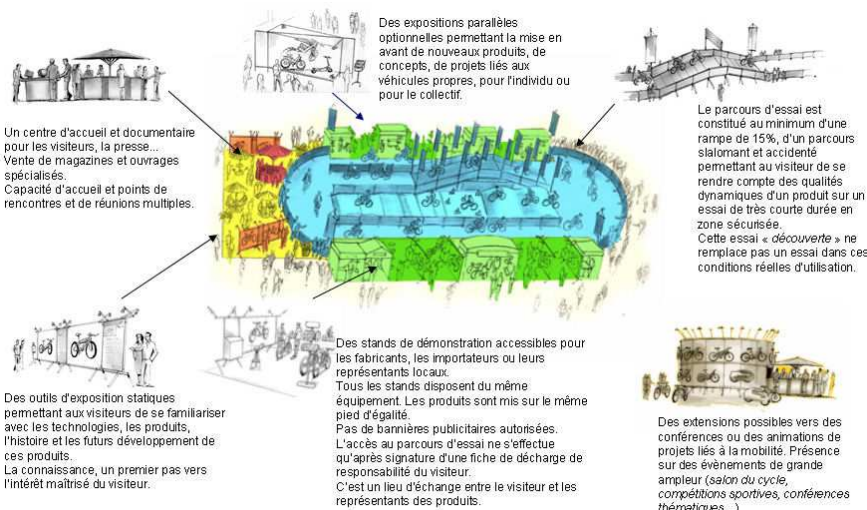 Des expositions parallèles
optionnelles permettant la mise en
avant de nouveaux produits, de
concepts, de projets liés aux
véhicules propres, pour l'individu ou
pour le collectif.
Un centre d'accueil et documentaire
pour les visiteurs, la presse...
Vente de magazines et ouvrages
spécialisés.
Capacité d'accueil et points de
rencontres et de réunions multiples.
Le parcours d'essai est
constitué au minimum d'une
rampe de 15%, d'un parcours
slalomant et accidenté
permettant au visiteur de se
rendre compte des qualités
dynamiques d'un produit sur un
essai de très courte durée en
zone sécurisée.
Cette essai « découverte » ne
remplace pas un essai dans ces
conditions réelles d'utilisation.
Des outils d'exposition statiques
permettant aux visiteurs de se familiariser
avec les technologies, les produits,
l'histoire et les futurs développement de
ces produits.
La connaissance, un premier pas vers
l'intérêt maîtrisé du visiteur.
Des stands de démonstration accessibles pour
les fabricants, les importateurs ou leurs
représentants locaux.
Tous les stands disposent du même
équipement. Les produits sont mis sur le même
pied d'égalité.
Pas de bannières publicitaires autorisées.
L'accès au parcours d'essai ne s'effectue
qu'après signature d'une fiche de décharge de
responsabilité du visiteur.
C'est un lieu d'échange entre le visiteur et les
représentants des produits.
Des extensions possibles vers des
conférences ou des animations de
projets liés à la mobilité. Présence
sur des évènements de grande
ampleur (salon du cycle,
compétitions sportives, conférences
thématiques...)